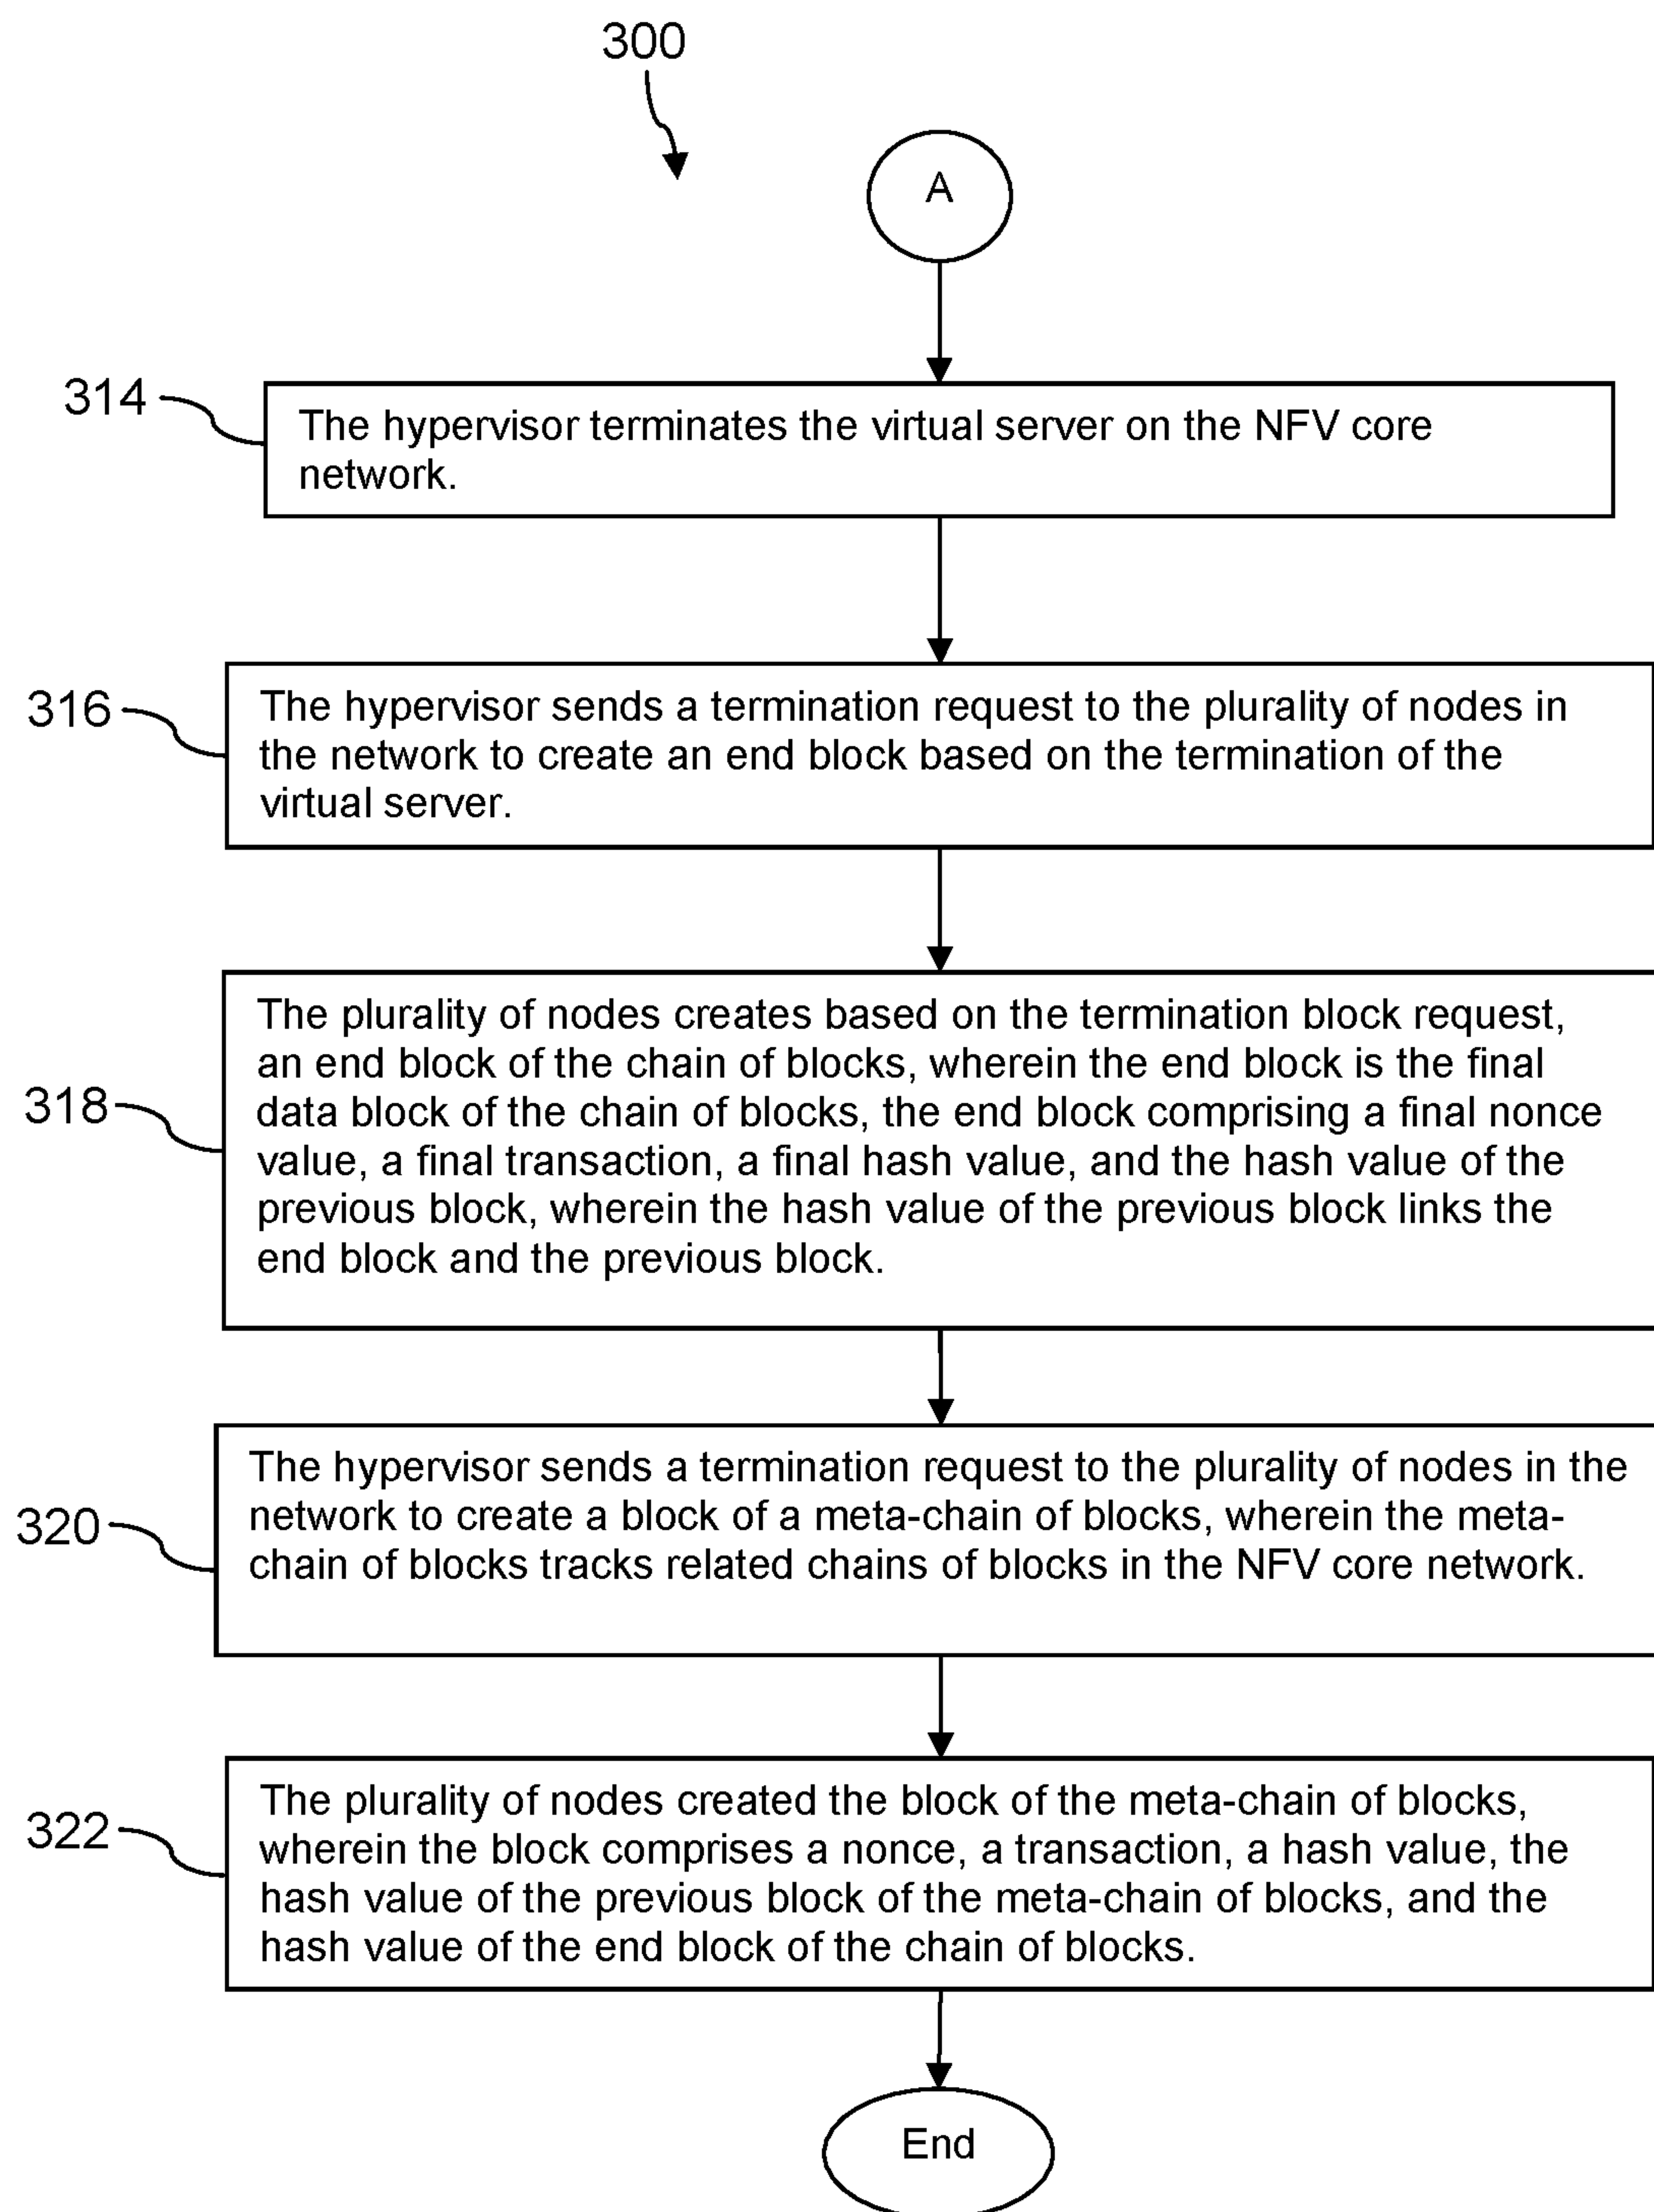 300
A
314
The hypervisor terminates the virtual server on the NFV core
network.
316
The hypervisor sends a termination request to the plurality of nodes in
the network to create an end block based on the termination of the
virtual server.
318
The plurality of nodes creates based on the termination block request,
an end block of the chain of blocks, wherein the end block is the final
data block of the chain of blocks, the end block comprising a final nonce
value, a final transaction, a final hash value, and the hash value of the
previous block, wherein the hash value of the previous block links the
end block and the previous block.
320
The hypervisor sends a termination request to the plurality of nodes in the
network to create a block of a meta-chain of blocks, wherein the meta-
chain of blocks tracks related chains of blocks in the NFV core network.
322
The plurality of nodes created the block of the meta-chain of blocks,
wherein the block comprises a nonce, a transaction, a hash value, the
hash value of the previous block of the meta-chain of blocks, and the
hash value of the end block of the chain of blocks.
End